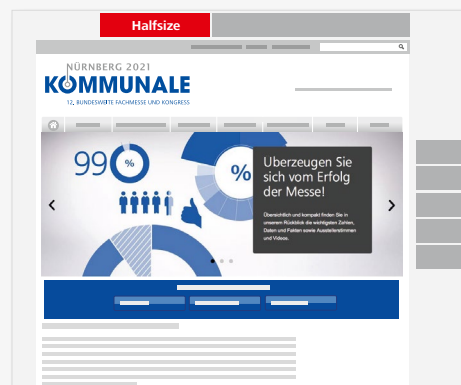 Halfsize
NÜRNBERG 2021
KOMMUNALE
12. BUNDESWEITE FACHMESSE UND KONGRESS
99 %
%
Überzeugen Sie
sich vom Erfolg
der Messe!
Übersichtlich und kompakt finden Sie in
unserem Rückblick die wichtigsten Zahlen,
Daten und Fakten sowie Ausstellerstimmen
und Videos.